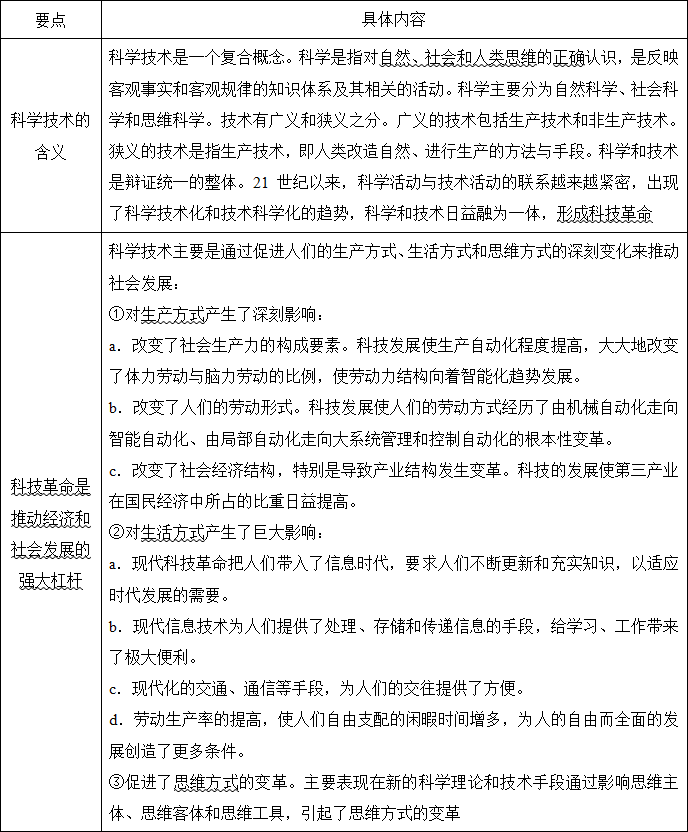 要点
具体内容
科学技术的
含义
科学技术是一个复合概念。科学是指对自然、社会和人类思维的正确认识，是反映
客观事实和客观规律的知识体系及其相关的活动。科学主要分为自然科学、社会科
学和思维科学。技术有广义和狭义之分。广义的技术包括生产技术和非生产技术。
狭义的技术是指生产技术，即人类改造自然、进行生产的方法与手段。科学和技术
是辩证统一的整体。21 世纪以来，科学活动与技术活动的联系越来越紧密，出现
了科学技术化和技术科学化的趋势，科学和技术日益融为一体，形成科技革命
科技革命是
推动经济和
社会发展的
强大杠杆
科学技术主要是通过促进人们的生产方式、生活方式和思维方式的深刻变化来推动
社会发展：
①对生产方式产生了深刻影响：
a．改变了社会生产力的构成要素。科技发展使生产自动化程度提高，大大地改变
了体力劳动与脑力劳动的比例，使劳动力结构向着智能化趋势发展。
b．改变了人们的劳动形式。科技发展使人们的劳动方式经历了由机械自动化走向
智能自动化、由局部自动化走向大系统管理和控制自动化的根本性变革。
c．改变了社会经济结构，特别是导致产业结构发生变革。科技的发展使第三产业
在国民经济中所占的比重日益提高。
②对生活方式产生了巨大影响：
a．现代科技革命把人们带入了信息时代，要求人们不断更新和充实知识，以适应
时代发展的需要。
b．现代信息技术为人们提供了处理、存储和传递信息的手段，给学习、工作带来
了极大便利。
c．现代化的交通、通信等手段，为人们的交往提供了方便。
d．劳动生产率的提高，使人们自由支配的闲暇时间增多，为人的自由而全面的发
展创造了更多条件。
③促进了思维方式的变革。主要表现在新的科学理论和技术手段通过影响思维主
体、思维客体和思维工具，引起了思维方式的变革